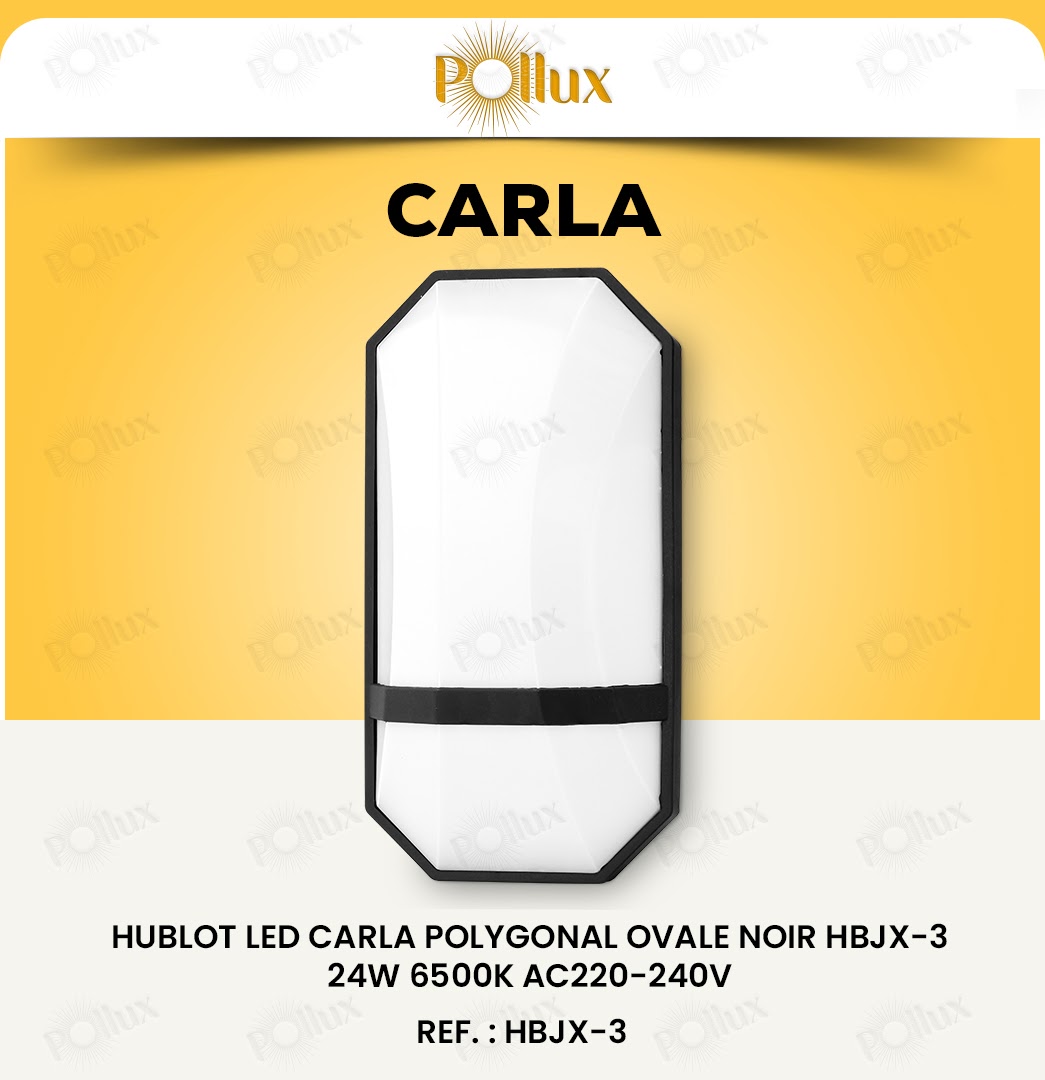 Pollux
CARLA
HUBLOT LED CARLA POLYGONAL OVALE NOIR HBJX-3
24W 6500K AC220-240V
REF. : HBJX-3